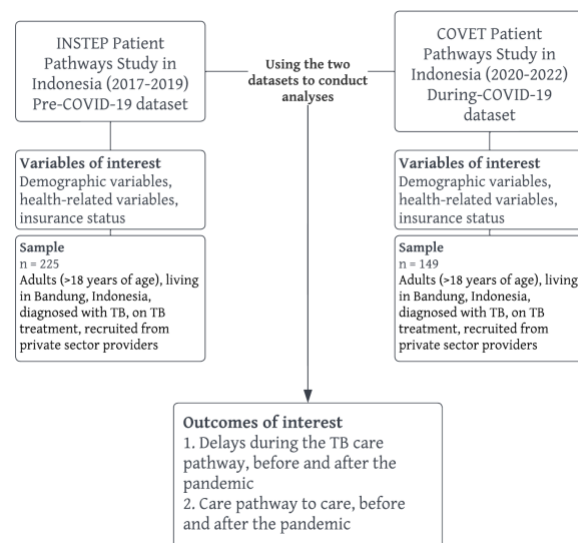 INSTEP Patient
Pathways Study in
Indonesia (2017-2019)
Pre-COVID-19 dataset
Using the two
datasets to conduct
analyses
COVET Patient
Pathways Study in
Indonesia (2020-2022)
During-COVID-19
dataset
Variables of interest
Demographic variables,
health-related variables,
insurance status
Variables of interest
Demographic variables,
health-related variables,
insurance status
Sample
n = 225
Adults (>18 years of age), living
in Bandung, Indonesia,
diagnosed with TB, on TB
treatment, recruited from
private sector providers
Sample
n = 149
Adults (>18 years of age), living
in Bandung, Indonesia,
diagnosed with TB, on TB
treatment, recruited from
private sector providers
Outcomes of interest
1. Delays during the TB care
pathway, before and after the
pandemic
2. Care pathway to care, before
and after the pandemic